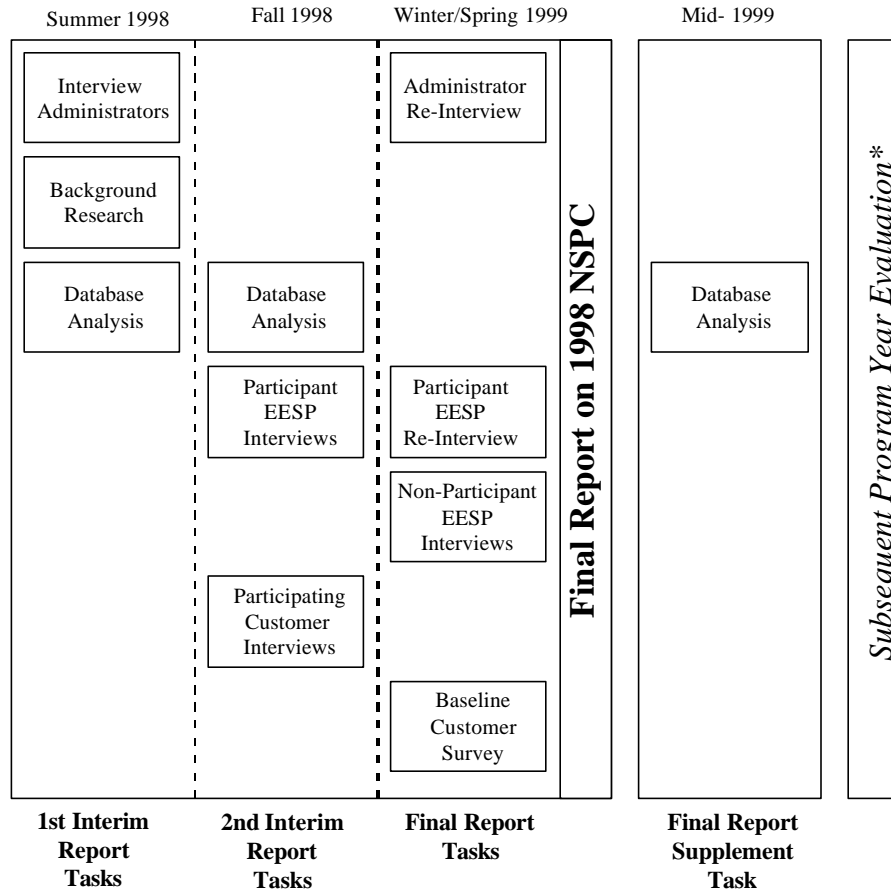 Summer 1998
Fall 1998
Winter/Spring 1999
Mid- 1999
Interview
Administrators
Background
Research
Database
Analysis
Database
Analysis
Participant
EESP
Interviews
Participating
Customer
Interviews
Administrator
Re-Interview
Participant
EESP
Re-Interview
Non-Participant
EESP
Interviews
Baseline
Customer
Survey
Final Report on 1998 NSPC
Database
Analysis
Subsequent Program Year Evaluation*
1st Interim
Report
Tasks
2nd Interim
Report
Tasks
Final Report
Tasks
Final Report
Supplement
Task